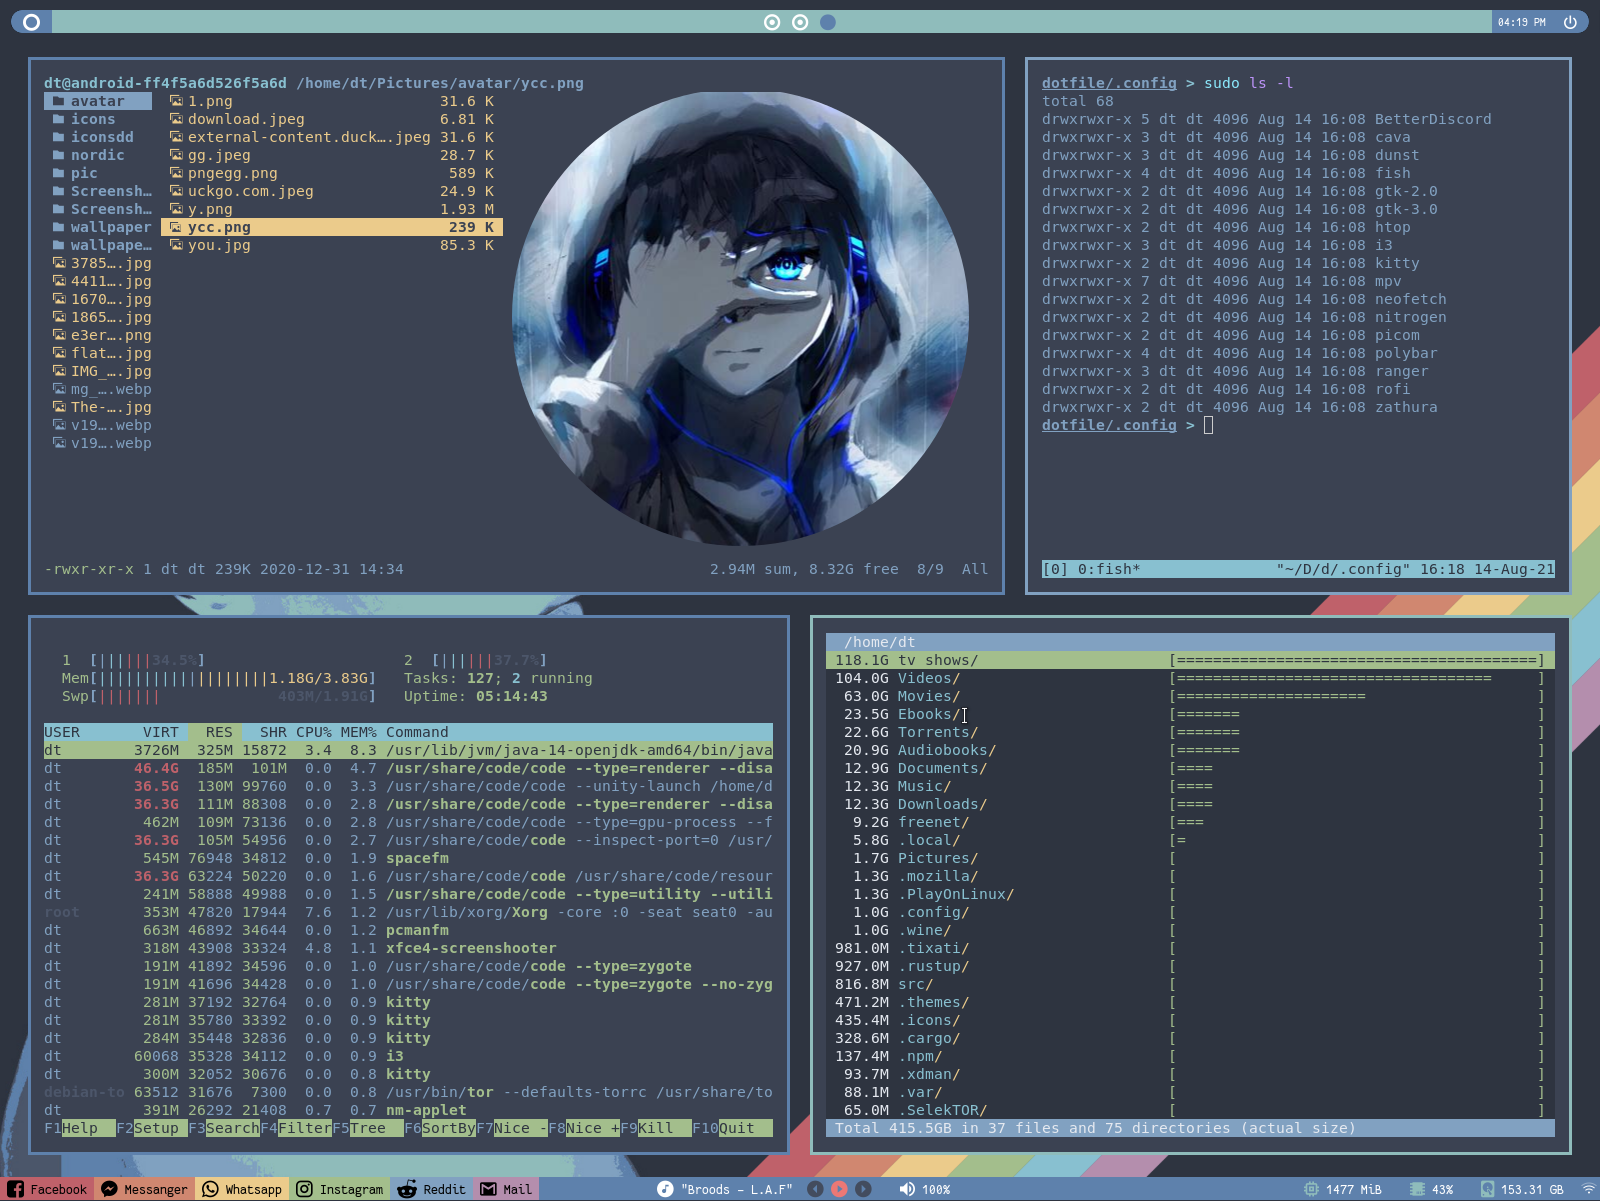 04:19 PM
dt@android-ff4f5a6d526f5a6d /home/dt/Pictures/avatar/ycc.png
avatar
icons
iconsdd
nordic
pic
Screensh…
Screensh…
wallpaper
wallpape…
3785….jpg
4411….jpg
1670….jpg
1865….jpg
e3er….png
flat….jpg
IMG_….jpg
mg_….webp
The-….jpg
v19….webp
v19….webp
1.png 31.6 K
download.jpeg 6.81 K
external-content.duck….jpeg 31.6 K
gg.jpeg 28.7 K
pngegg.png 589 K
uckgo.com.jpeg 24.9 K
y.png 1.93 M
ycc.png 239 K
you.jpg 85.3 K
-rwxr-xr-x 1 dt dt 239K 2020-12-31 14:34 2.94M sum, 8.32G free 8/9 All
dotfile/.config > sudo ls -l
total 68
drwxrwxr-x 5 dt dt 4096 Aug 14 16:08 BetterDiscord
drwxrwxr-x 3 dt dt 4096 Aug 14 16:08 cava
drwxrwxr-x 3 dt dt 4096 Aug 14 16:08 dunst
drwxrwxr-x 4 dt dt 4096 Aug 14 16:08 fish
drwxrwxr-x 2 dt dt 4096 Aug 14 16:08 gtk-2.0
drwxrwxr-x 2 dt dt 4096 Aug 14 16:08 gtk-3.0
drwxrwxr-x 2 dt dt 4096 Aug 14 16:08 htop
drwxrwxr-x 3 dt dt 4096 Aug 14 16:08 i3
drwxrwxr-x 2 dt dt 4096 Aug 14 16:08 kitty
drwxrwxr-x 7 dt dt 4096 Aug 14 16:08 mpv
drwxrwxr-x 2 dt dt 4096 Aug 14 16:08 neofetch
drwxrwxr-x 2 dt dt 4096 Aug 14 16:08 nitrogen
drwxrwxr-x 2 dt dt 4096 Aug 14 16:08 picom
drwxrwxr-x 4 dt dt 4096 Aug 14 16:08 polybar
drwxrwxr-x 3 dt dt 4096 Aug 14 16:08 ranger
drwxrwxr-x 2 dt dt 4096 Aug 14 16:08 rofi
drwxrwxr-x 2 dt dt 4096 Aug 14 16:08 zathura
dotfile/.config >
[0] 0:fish* "~/D/d/.config" 16:18 14-Aug-21
1 [||||||34.5%] 2 [||||||37.7%]
Mem[|||||||||||||||||||1.18G/3.83G] Tasks: 127; 2 running
Swp[||||||| 403M/1.91G] Uptime: 05:14:43
USER VIRT RES SHR CPU% MEM% Command
dt 3726M 325M 15872 3.4 8.3 /usr/lib/jvm/java-14-openjdk-amd64/bin/java
dt 46.4G 185M 101M 0.0 4.7 /usr/share/code/code --type=renderer --disa
dt 36.5G 130M 99760 0.0 3.3 /usr/share/code/code --unity-launch /home/d
dt 36.3G 111M 88308 0.0 2.8 /usr/share/code/code --type=renderer --disa
dt 462M 109M 73136 0.0 2.8 /usr/share/code/code --type=gpu-process --f
dt 36.3G 105M 54956 0.0 2.7 /usr/share/code/code --inspect-port=0 /usr/
dt 545M 76948 34812 0.0 1.9 spacefm
dt 36.3G 63224 50220 0.0 1.6 /usr/share/code/code /usr/share/code/resour
dt 241M 58888 49988 0.0 1.5 /usr/share/code/code --type=utility --utili
root 353M 47820 17944 7.6 1.2 /usr/lib/xorg/Xorg -core :0 -seat seat0 -au
dt 663M 46892 34644 0.0 1.2 pcmanfm
dt 318M 43908 33324 4.8 1.1 xfce4-screenshooter
dt 191M 41892 34596 0.0 1.0 /usr/share/code/code --type=zygote
dt 191M 41696 34428 0.0 1.0 /usr/share/code/code --type=zygote --no-zyg
dt 281M 37192 32764 0.0 0.9 kitty
dt 281M 35780 33392 0.0 0.9 kitty
dt 284M 35448 32836 0.0 0.9 kitty
dt 60068 35328 34112 0.0 0.9 i3
dt 300M 32052 30676 0.0 0.8 kitty
debian-to 63512 31676 7300 0.0 0.8 /usr/bin/tor --defaults-torrc /usr/share/to
dt 391M 26292 21408 0.7 0.7 nm-applet
F1Help F2Setup F3SearchF4FilterF5Tree F6SortByF7Nice -F8Nice +F9Kill F10Quit
/home/dt
118.1G tv shows/ [========================================]
104.0G Videos/ [=================================== ]
63.0G Movies/ [===================== ]
23.5G Ebooks/ [======= ]
22.6G Torrents/ [======= ]
20.9G Audiobooks/ [======= ]
12.9G Documents/ [==== ]
12.3G Music/ [==== ]
12.3G Downloads/ [==== ]
9.2G freenet/ [=== ]
5.8G .local/ [= ]
1.7G Pictures/ [ ]
1.3G .mozilla/ [ ]
1.3G .PlayOnLinux/ [ ]
1.0G .config/ [ ]
1.0G .wine/ [ ]
981.0M .tixati/ [ ]
927.0M .rustup/ [ ]
816.8M src/ [ ]
471.2M .themes/ [ ]
435.4M .icons/ [ ]
328.6M .cargo/ [ ]
137.4M .npm/ [ ]
93.7M .xdman/ [ ]
88.1M .var/ [ ]
65.0M .SelekTOR/ [ ]
Total 415.5GB in 37 files and 75 directories (actual size)
Facebook Messanger Whatsapp Instagram Reddit Mail "Broods - L.A.F" 100% 1477 MiB 43% 153.31 GB